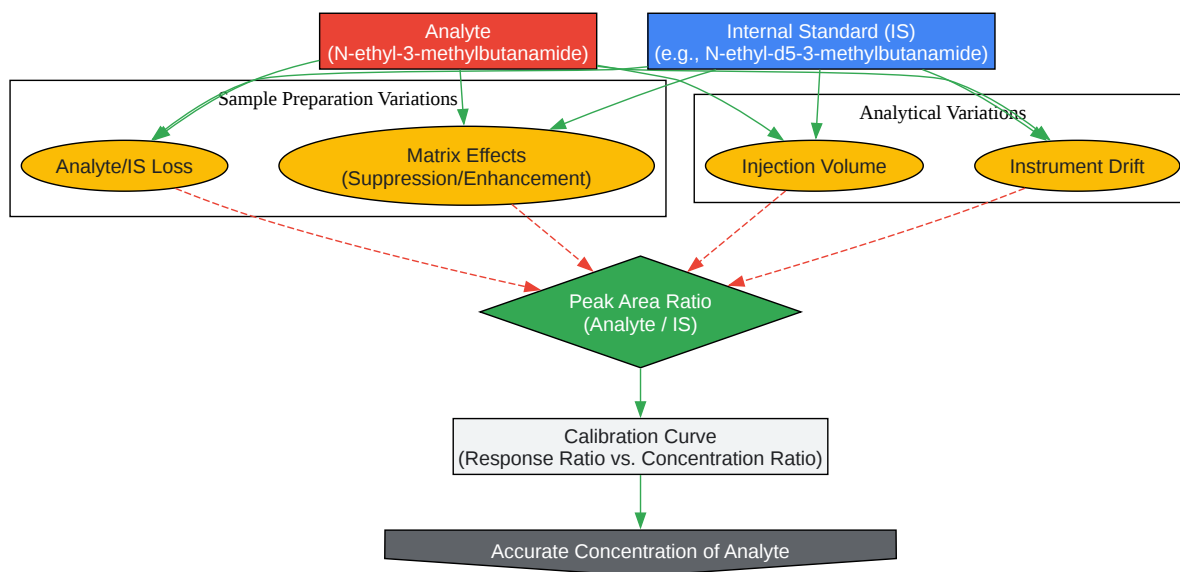 Analyte
(N-ethyl-3-methylbutanamide)
Internal Standard (IS)
(e.g., N-ethyl-d5-3-methylbutanamide)
Sample Preparation Variations
Analytical Variations
Analyte/IS Loss
Matrix Effects
(Suppression/Enhancement)
Injection Volume
Instrument Drift
Peak Area Ratio
(Analyte / IS)
Calibration Curve
(Response Ratio vs. Concentration Ratio)
Accurate Concentration of Analyte